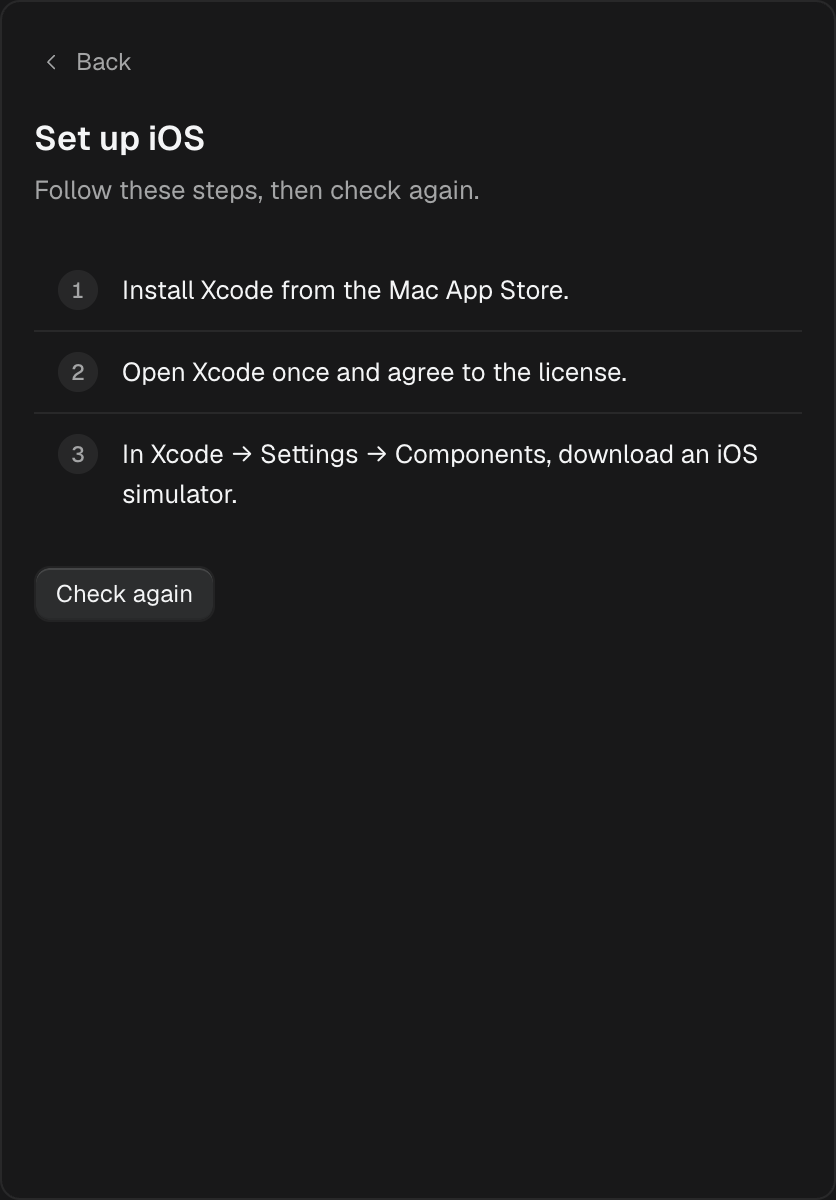 Back
Set up iOS
Follow these steps, then check again.
1 Install Xcode from the Mac App Store.
2 Open Xcode once and agree to the license.
3 In Xcode → Settings → Components, download an iOS
simulator.
Check again